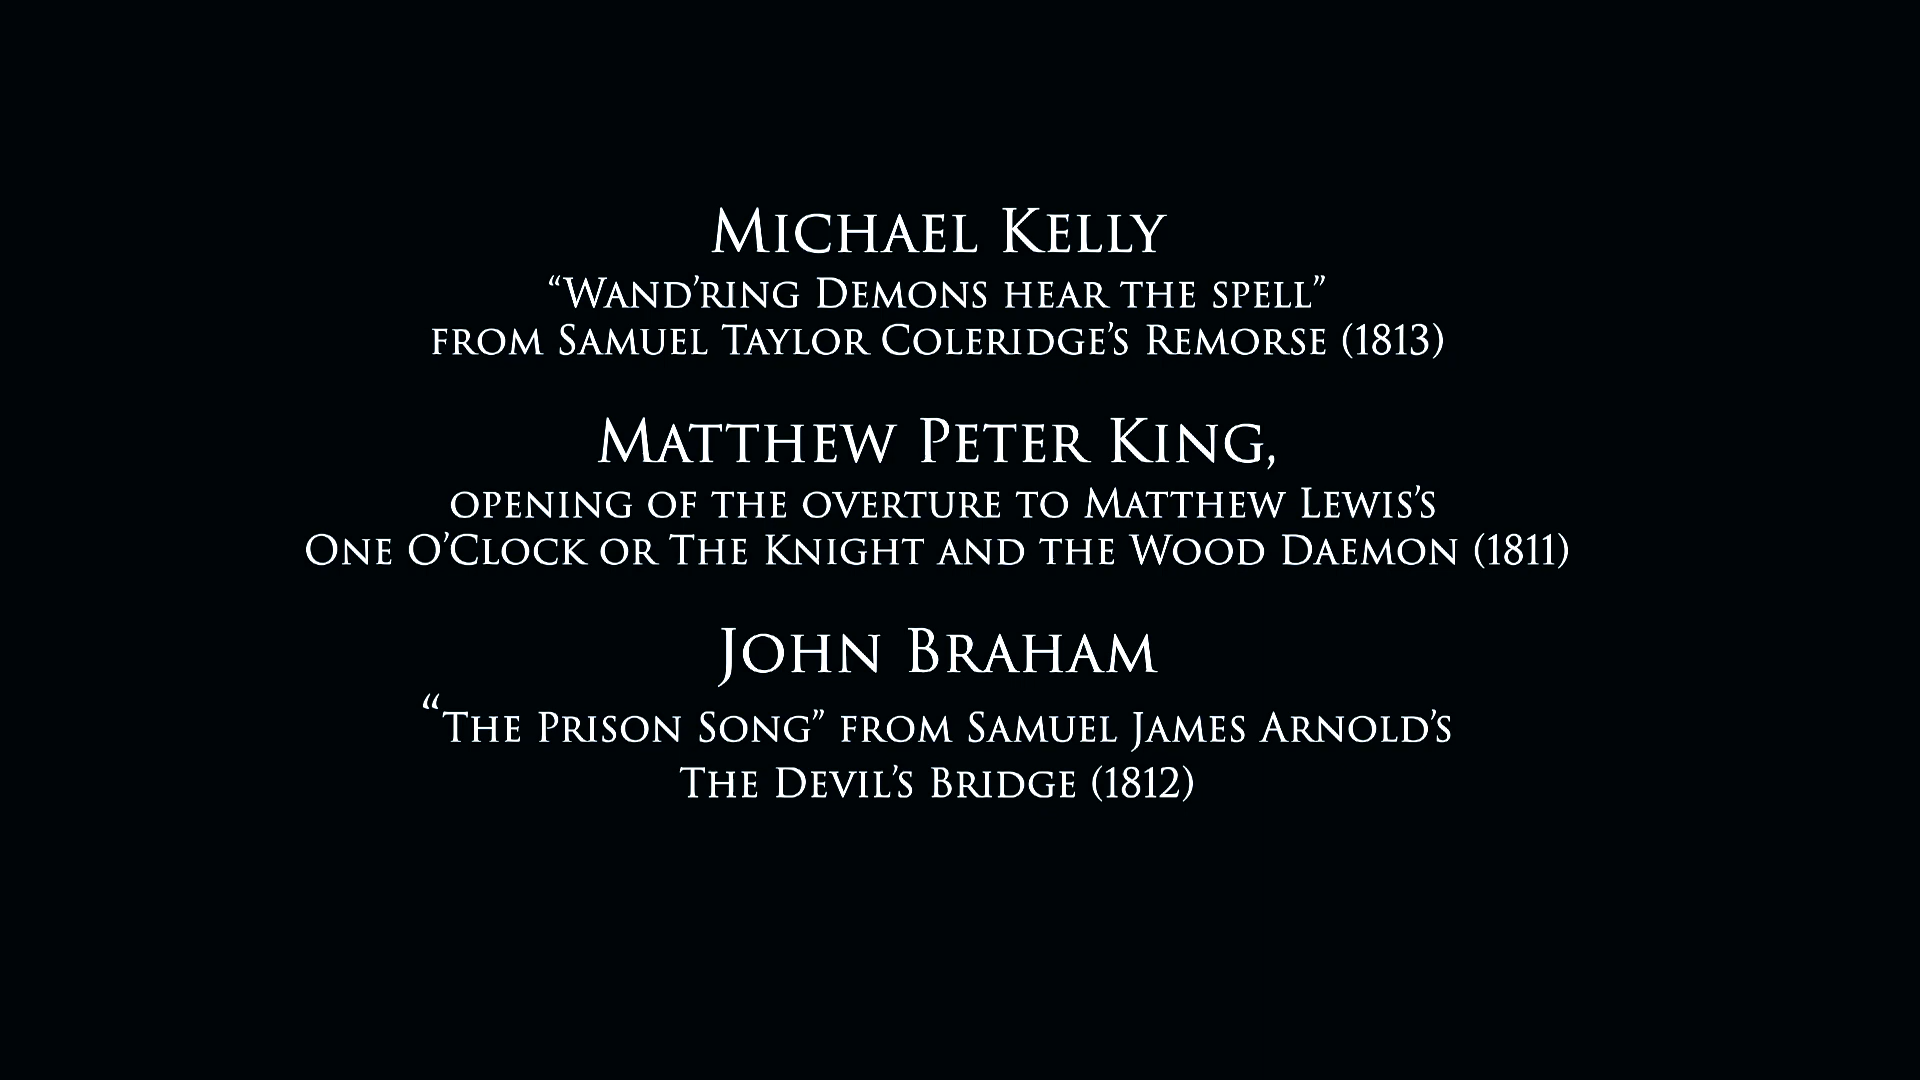 Michael Kelly
“Wand’ring Demons hear the spell”
from Samuel Taylor Coleridge’s Remorse (1813)
Matthew Peter King,
opening of the overture to Matthew Lewis’s
One O’Clock or The Knight and the Wood Daemon (1811)
John Braham
“The Prison Song” from Samuel James Arnold’s
The Devil’s Bridge (1812)